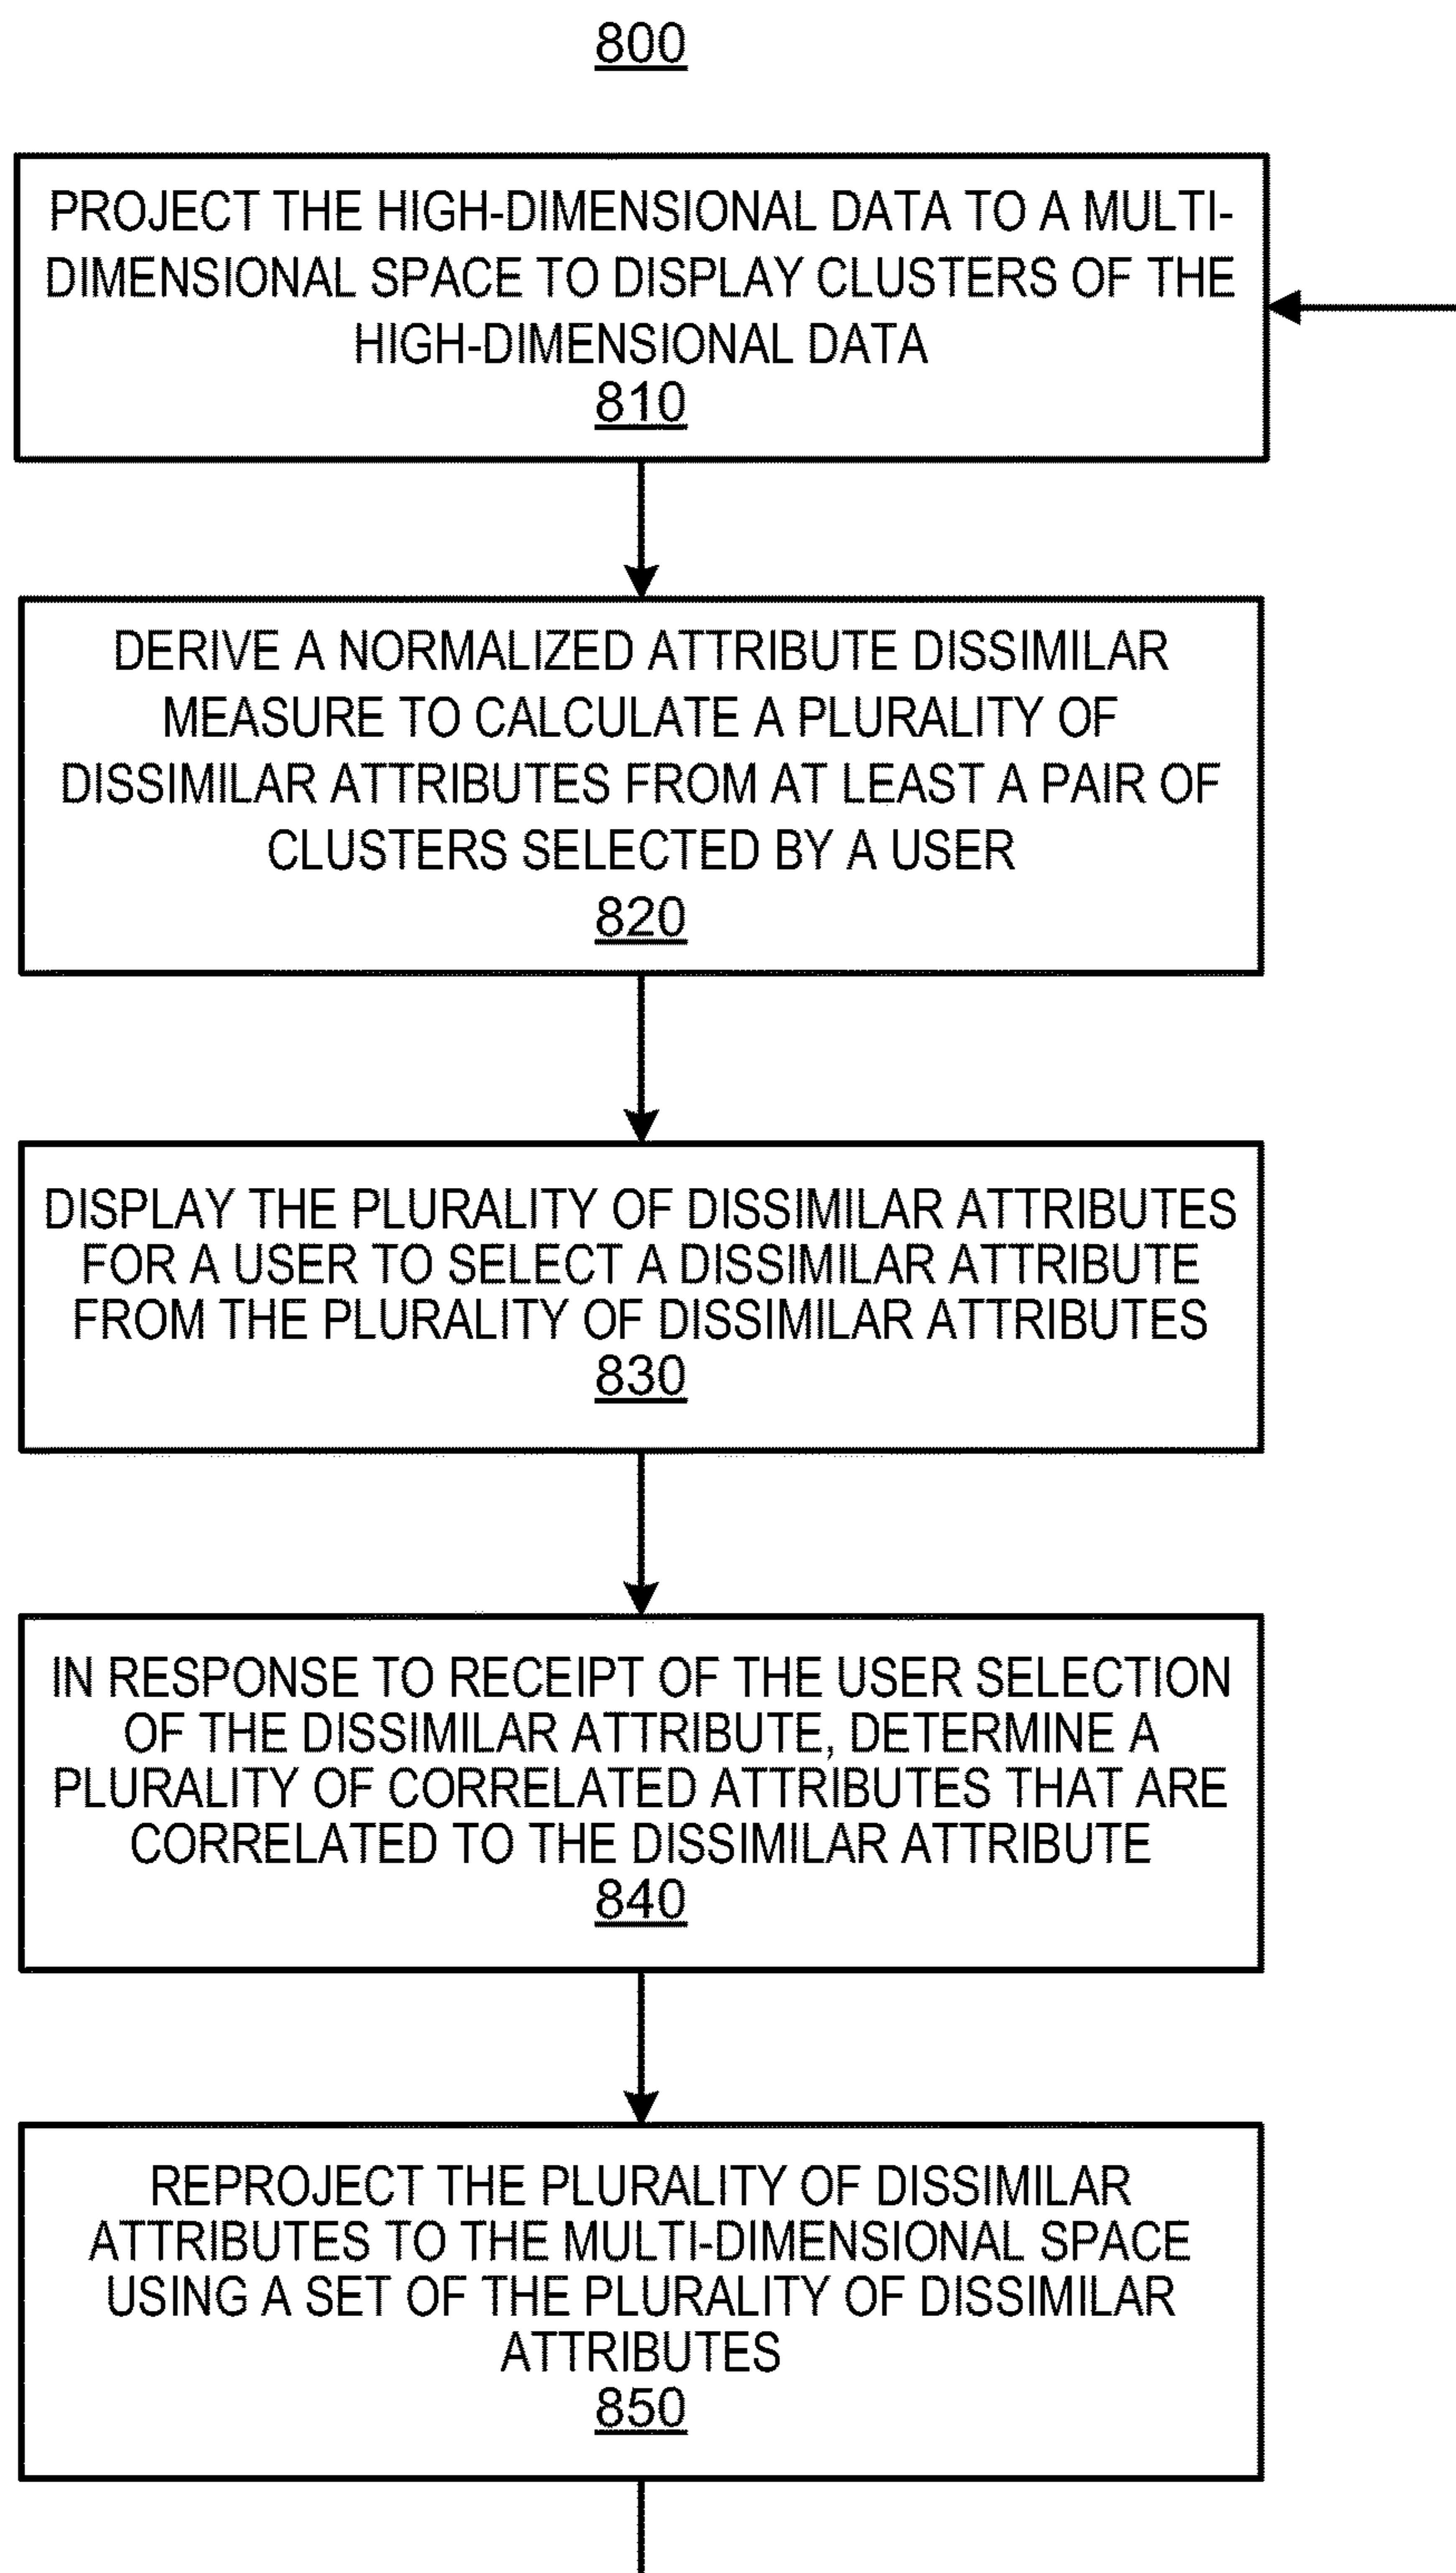 800
PROJECT THE HIGH-DIMENSIONAL DATA TO A MULTI-
DIMENSIONAL SPACE TO DISPLAY CLUSTERS OF THE
HIGH-DIMENSIONAL DATA
810
DERIVE A NORMALIZED ATTRIBUTE DISSIMILAR
MEASURE TO CALCULATE A PLURALITY OF
DISSIMILAR ATTRIBUTES FROM AT LEAST A PAIR OF
CLUSTERS SELECTED BY A USER
820
DISPLAY THE PLURALITY OF DISSIMILAR ATTRIBUTES
FOR A USER TO SELECT A DISSIMILAR ATTRIBUTE
FROM THE PLURALITY OF DISSIMILAR ATTRIBUTES
830
IN RESPONSE TO RECEIPT OF THE USER SELECTION
OF THE DISSIMILAR ATTRIBUTE, DETERMINE A
PLURALITY OF CORRELATED ATTRIBUTES THAT ARE
CORRELATED TO THE DISSIMILAR ATTRIBUTE
840
REPROJECT THE PLURALITY OF DISSIMILAR
ATTRIBUTES TO THE MULTI-DIMENSIONAL SPACE
USING A SET OF THE PLURALITY OF DISSIMILAR
ATTRIBUTES
850